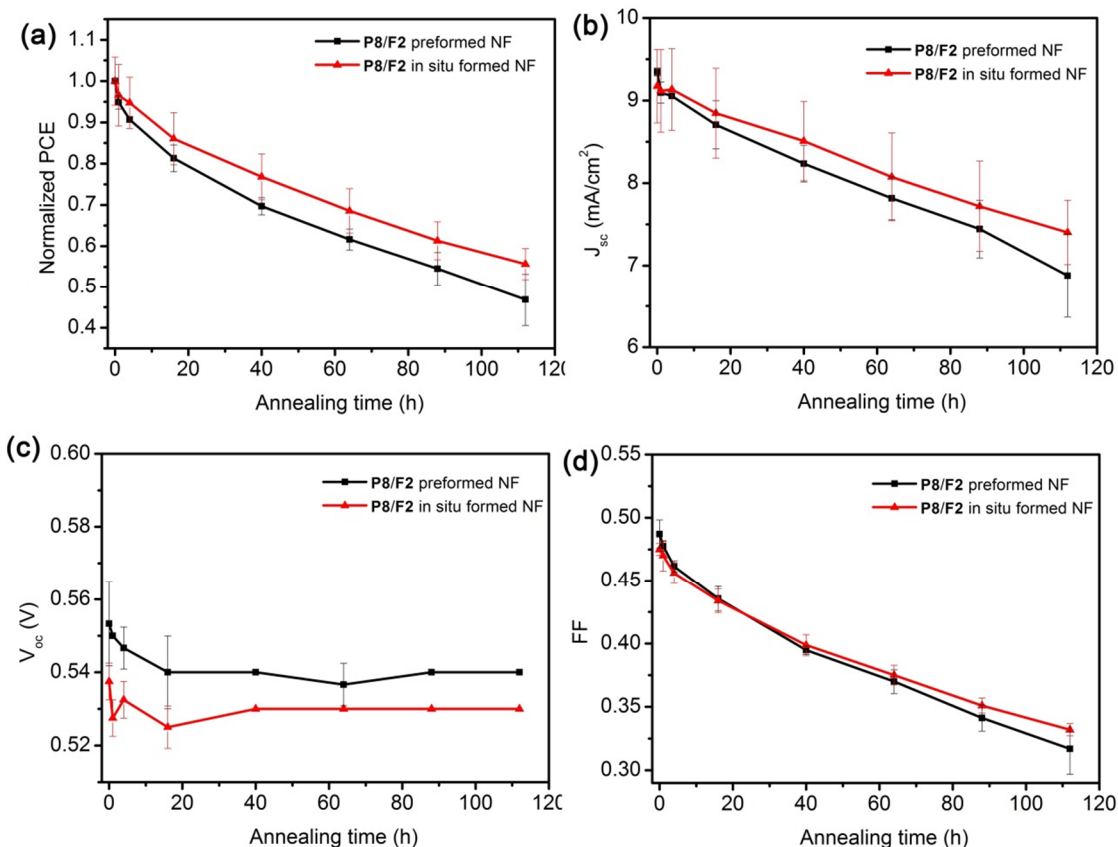 (a)
P8/F2 preformed NF
P8/F2 in situ formed NF
Normalized PCE
1.1
1.0
0.9
0.8
0.7
0.6
0.5
0.4
0 20 40 60 80 100 120
Annealing time (h)
(b)
P8/F2 preformed NF
P8/F2 in situ formed NF
Jsc (mA/cm²)
10
9
8
7
6
0 20 40 60 80 100 120
Annealing time (h)
(c)
P8/F2 preformed NF
P8/F2 in situ formed NF
Voc (V)
0.60
0.58
0.56
0.54
0.52
0 20 40 60 80 100 120
Annealing time (h)
(d)
P8/F2 preformed NF
P8/F2 in situ formed NF
FF
0.55
0.50
0.45
0.40
0.35
0.30
0 20 40 60 80 100 120
Annealing time (h)